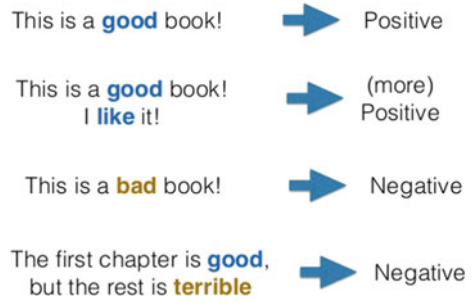 This is a good book! Positive
This is a good book! (more)
I like it! Positive
This is a bad book! Negative
The first chapter is good,
but the rest is terrible Negative